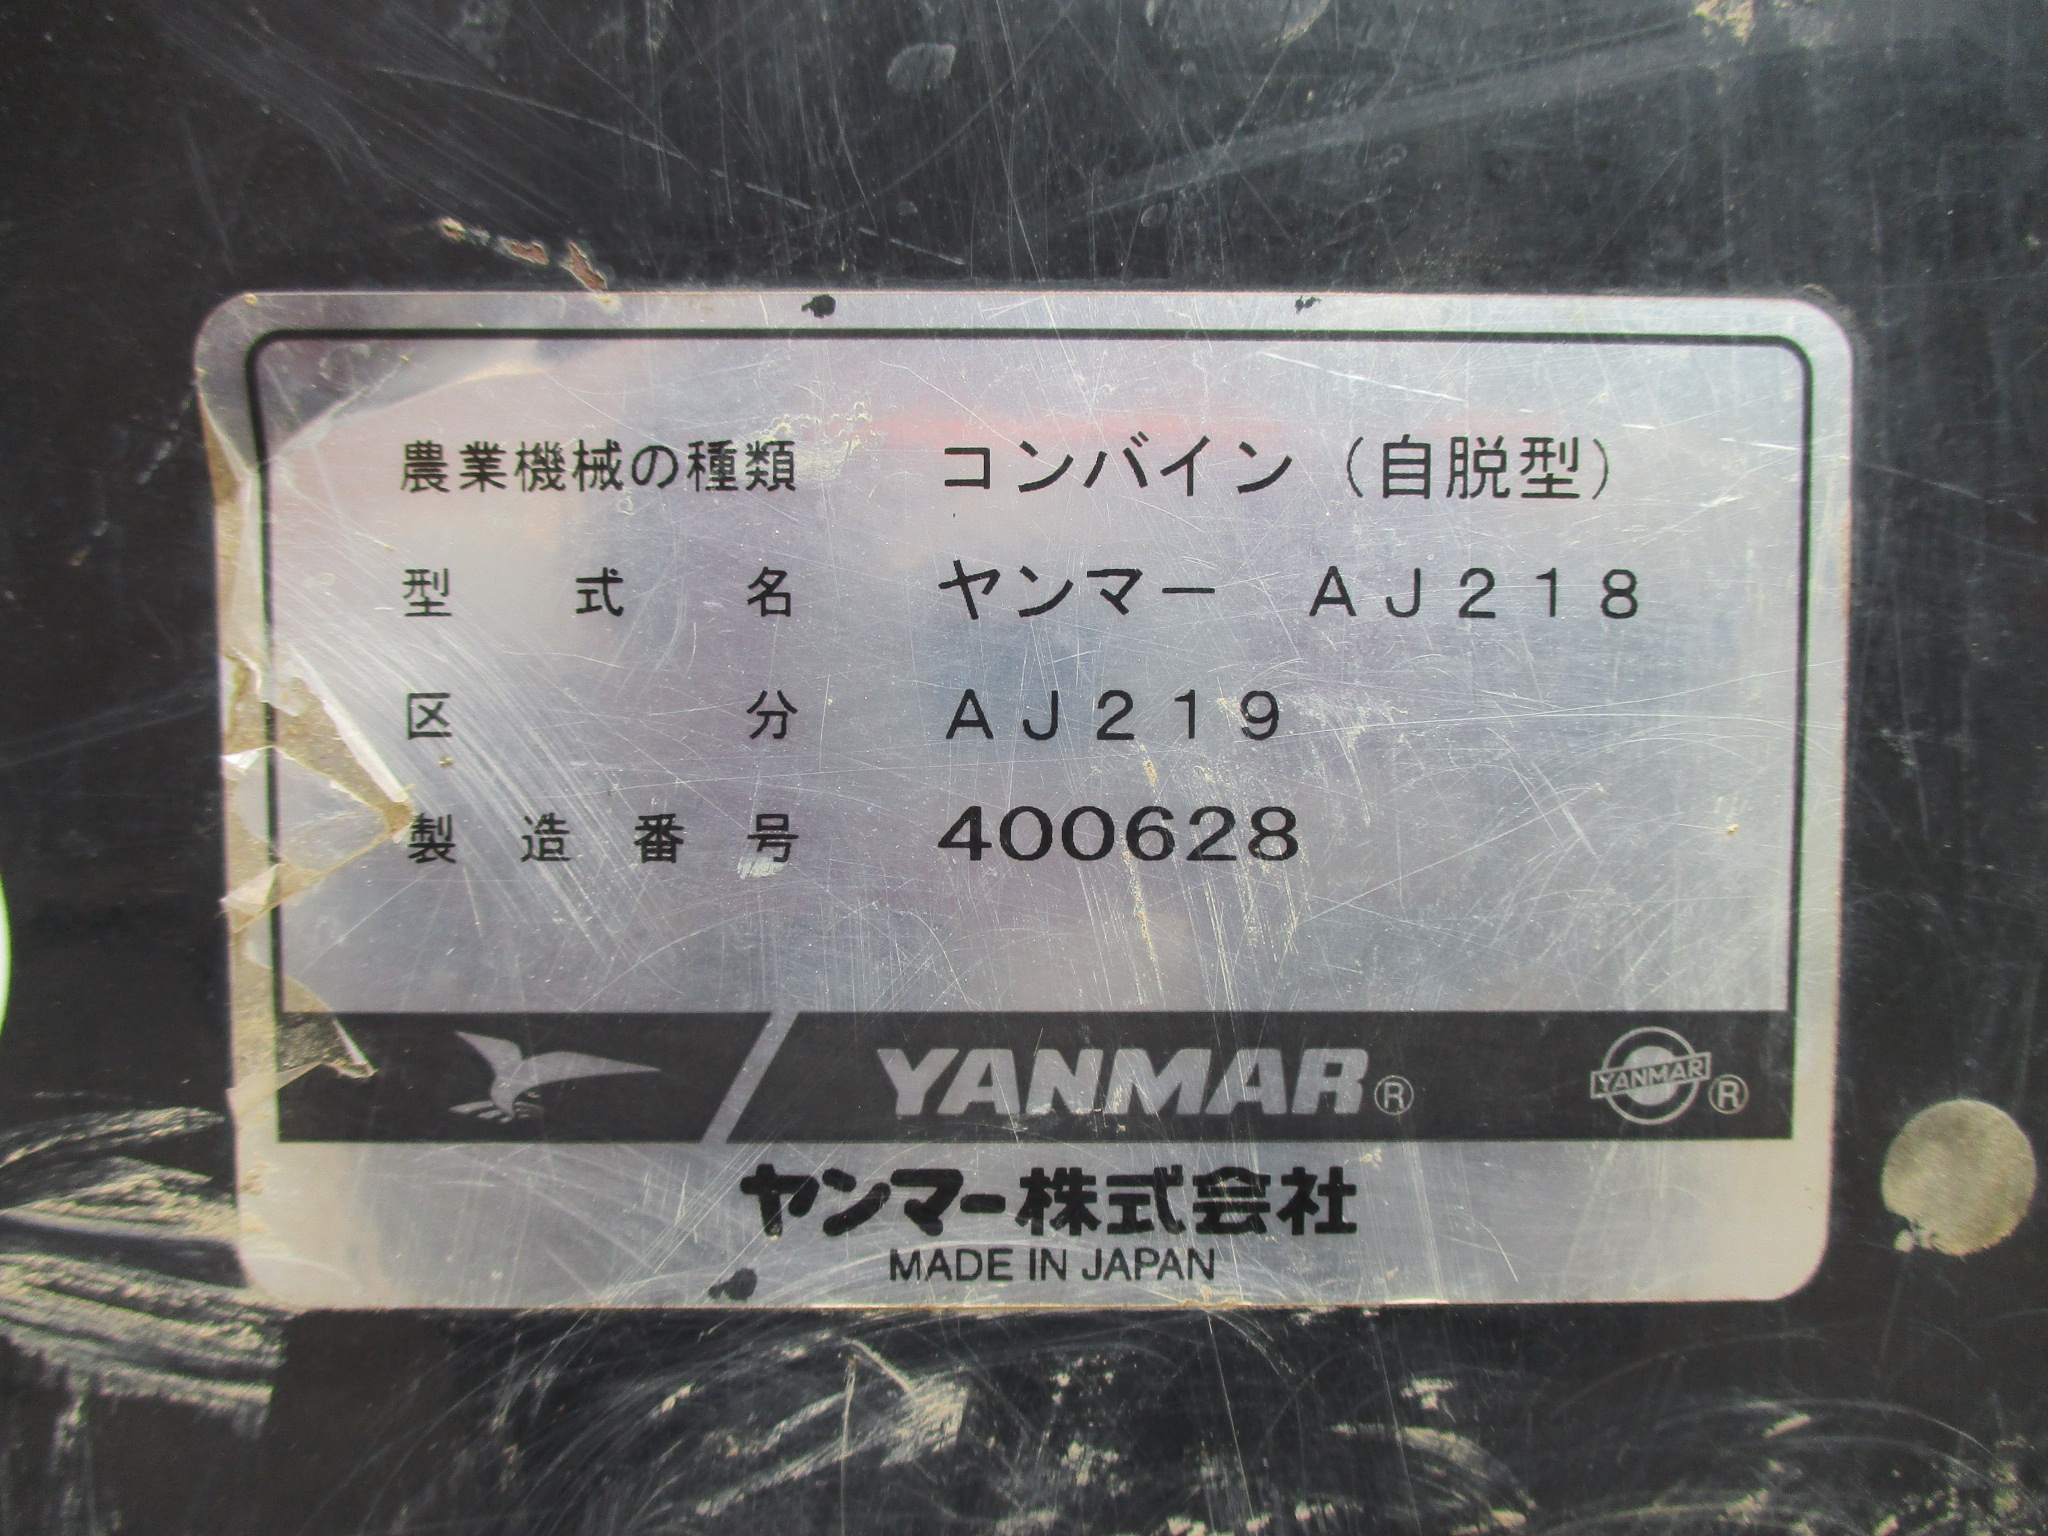 農業機械の種類 コンバイン（自脱型）
型式名 ヤンマー AJ218
区分 AJ219
製造番号 400628
YANMAR® YANMAR®
ヤンマー株式会社
MADE IN JAPAN